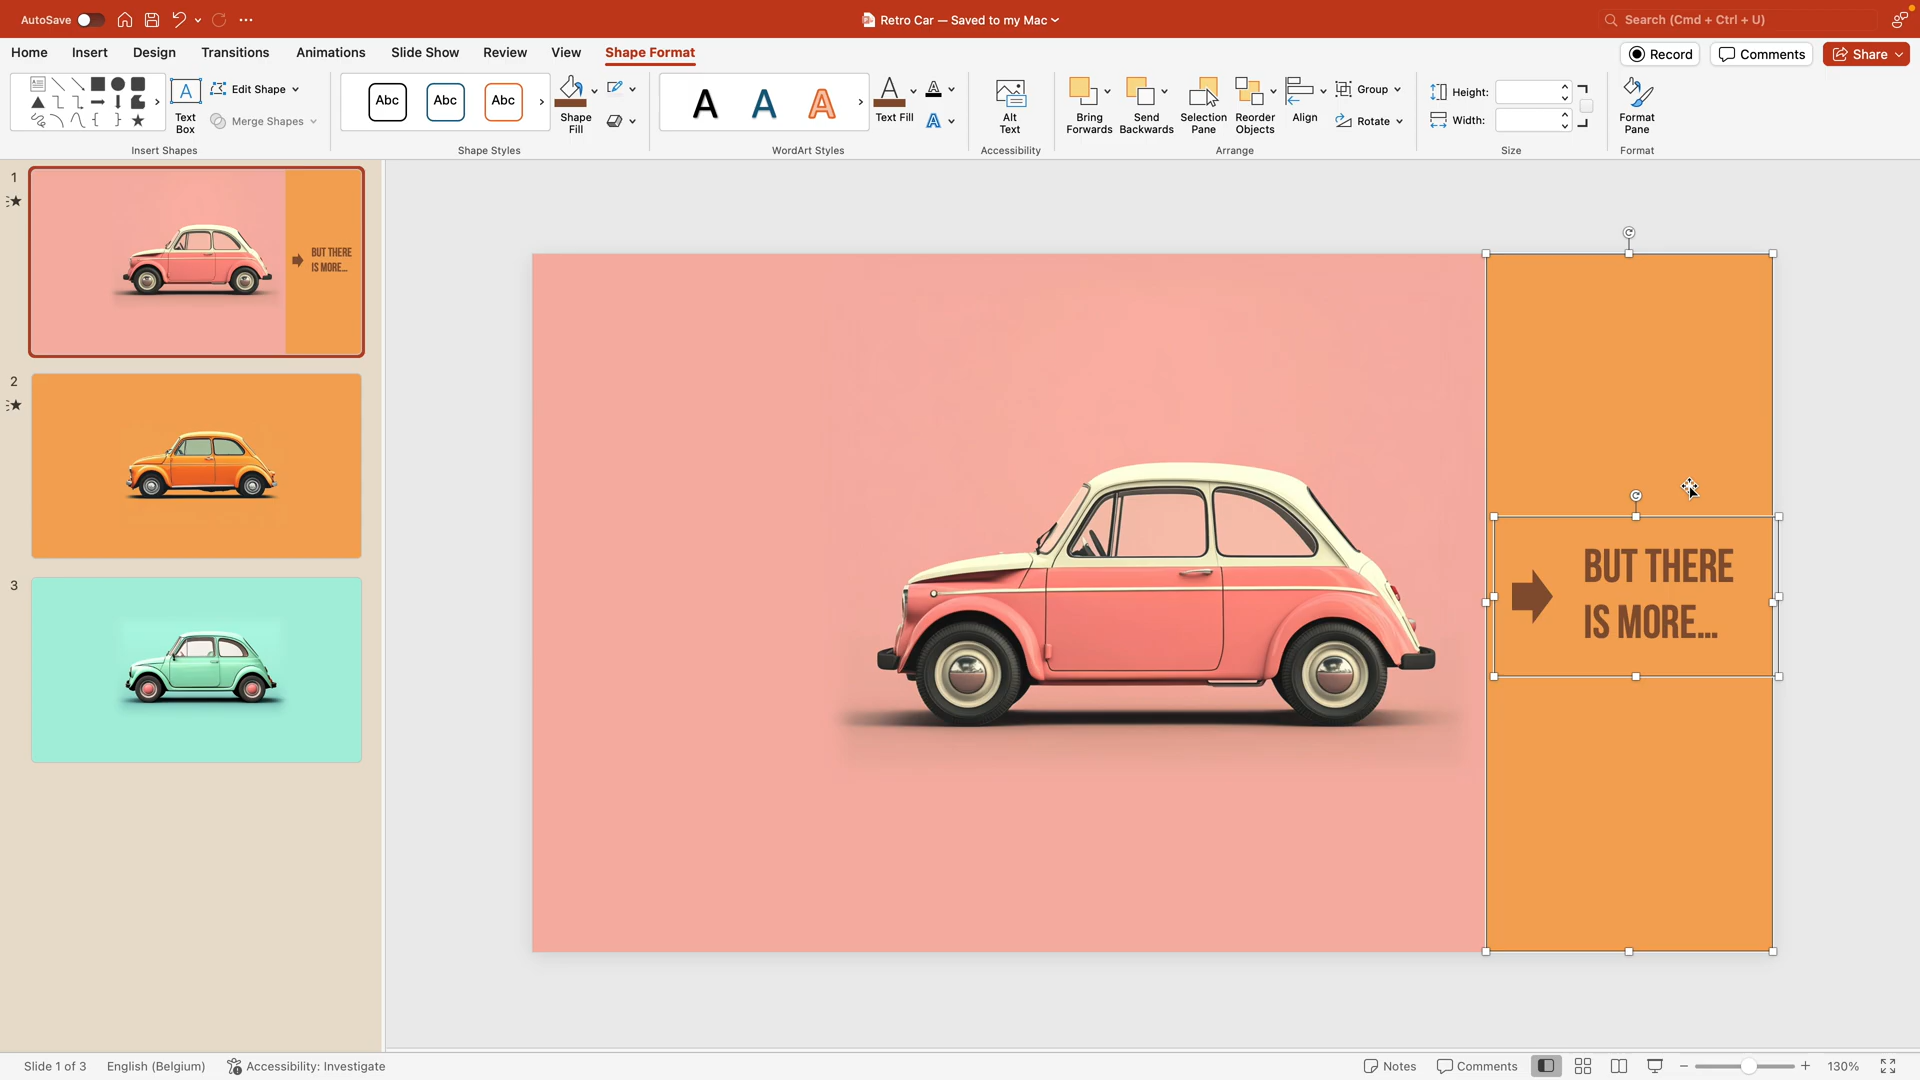 AutoSave
Retro Car — Saved to my Mac
Search (Cmd + Ctrl + U)
Home Insert Design Transitions Animations Slide Show Review View Shape Format
Record Comments Share
Text Box
Edit Shape
Merge Shapes
Insert Shapes
Abc Abc Abc
Shape Fill
Shape Styles
A A A
Text Fill
WordArt Styles
Alt Text
Accessibility
Bring Forwards
Send Backwards
Selection Pane
Reorder Objects
Align
Group
Rotate
Arrange
Height:
Width:
Size
Format Pane
Format
1
BUT THERE
IS MORE...
2
3
BUT THERE
IS MORE...
Slide 1 of 3 English (Belgium) Accessibility: Investigate Notes Comments 130%